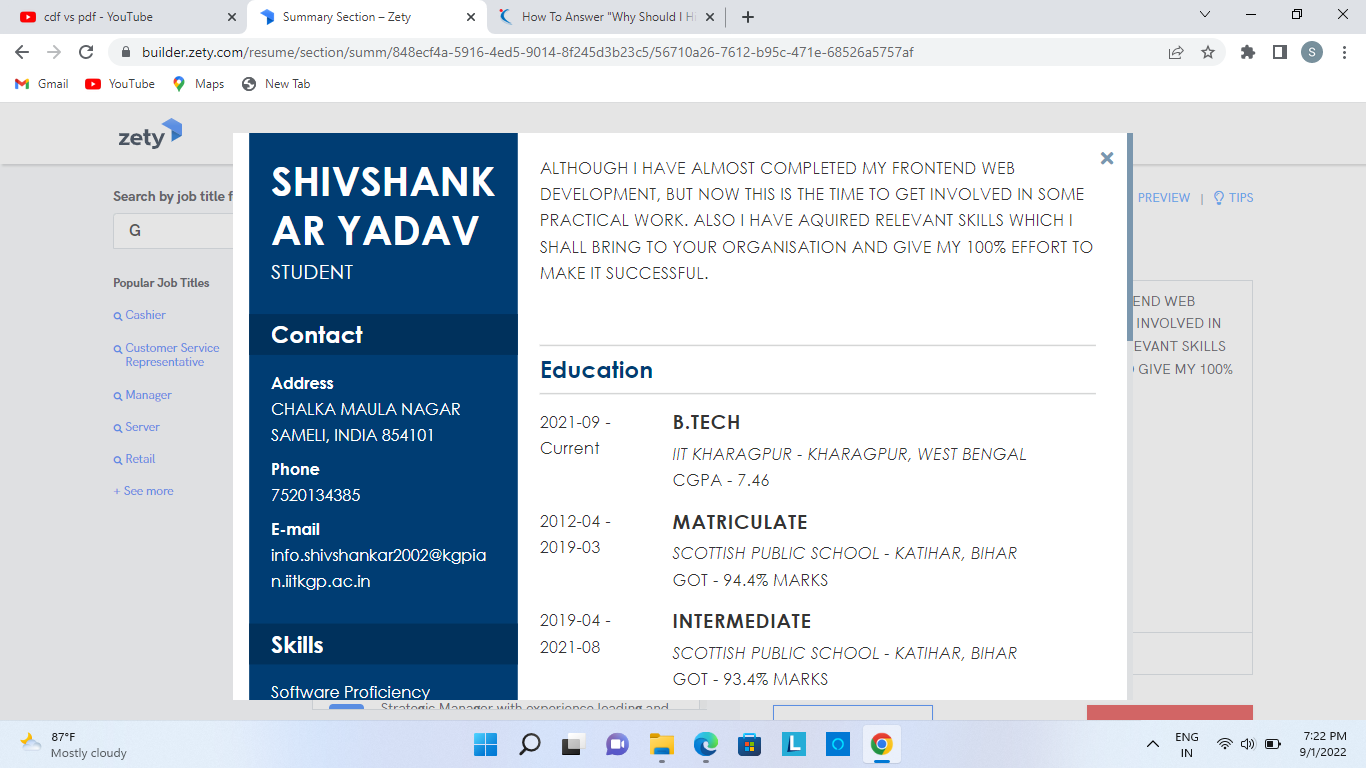 cdf vs pdf - YouTube
Summary Section – Zety
How To Answer "Why Should I Hi
builder.zety.com/resume/section/summ/848ecf4a-5916-4ed5-9014-8f245d3b23c5/56710a26-7612-b95c-471e-68526a5757af
S
Gmail
YouTube
Maps
New Tab
zety
Search by job title f
G
Popular Job Titles
Cashier
Customer Service
Representative
Manager
Server
Retail
+ See more
SHIVSHANK
AR YADAV
STUDENT
Contact
Address
CHALKA MAULA NAGAR
SAMELI, INDIA 854101
Phone
7520134385
E-mail
info.shivshankar2002@kgpia
n.iitkgp.ac.in
Skills
Software Proficiency
ALTHOUGH I HAVE ALMOST COMPLETED MY FRONTEND WEB
DEVELOPMENT, BUT NOW THIS IS THE TIME TO GET INVOLVED IN SOME
PRACTICAL WORK. ALSO I HAVE AQUIRED RELEVANT SKILLS WHICH I
SHALL BRING TO YOUR ORGANISATION AND GIVE MY 100% EFFORT TO
MAKE IT SUCCESSFUL.
Education
2021-09 -
Current
B.TECH
IIT KHARAGPUR - KHARAGPUR, WEST BENGAL
CGPA - 7.46
2012-04 -
2019-03
MATRICULATE
SCOTTISH PUBLIC SCHOOL - KATIHAR, BIHAR
GOT - 94.4% MARKS
2019-04 -
2021-08
INTERMEDIATE
SCOTTISH PUBLIC SCHOOL - KATIHAR, BIHAR
GOT - 93.4% MARKS
PREVIEW | TIPS
END WEB
INVOLVED IN
EVANT SKILLS
GIVE MY 100%
Strategic Manager with experience leading and
87°F
Mostly cloudy
L
O
ENG
IN
7:22 PM
9/1/2022